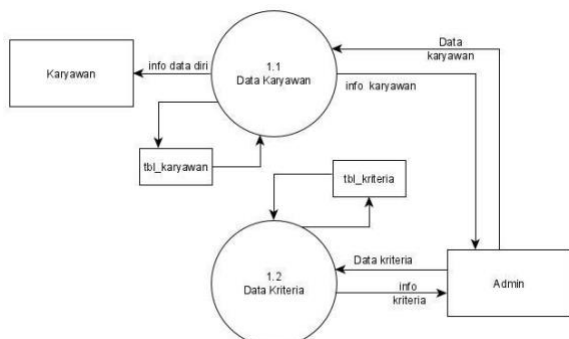 Karyawan
info data diri
1.1
Data Karyawan
Data
karyawan
info karyawan
tbl_karyawan
tbl_kriteria
1.2
Data Kriteria
Data kriteria
info
kriteria
Admin